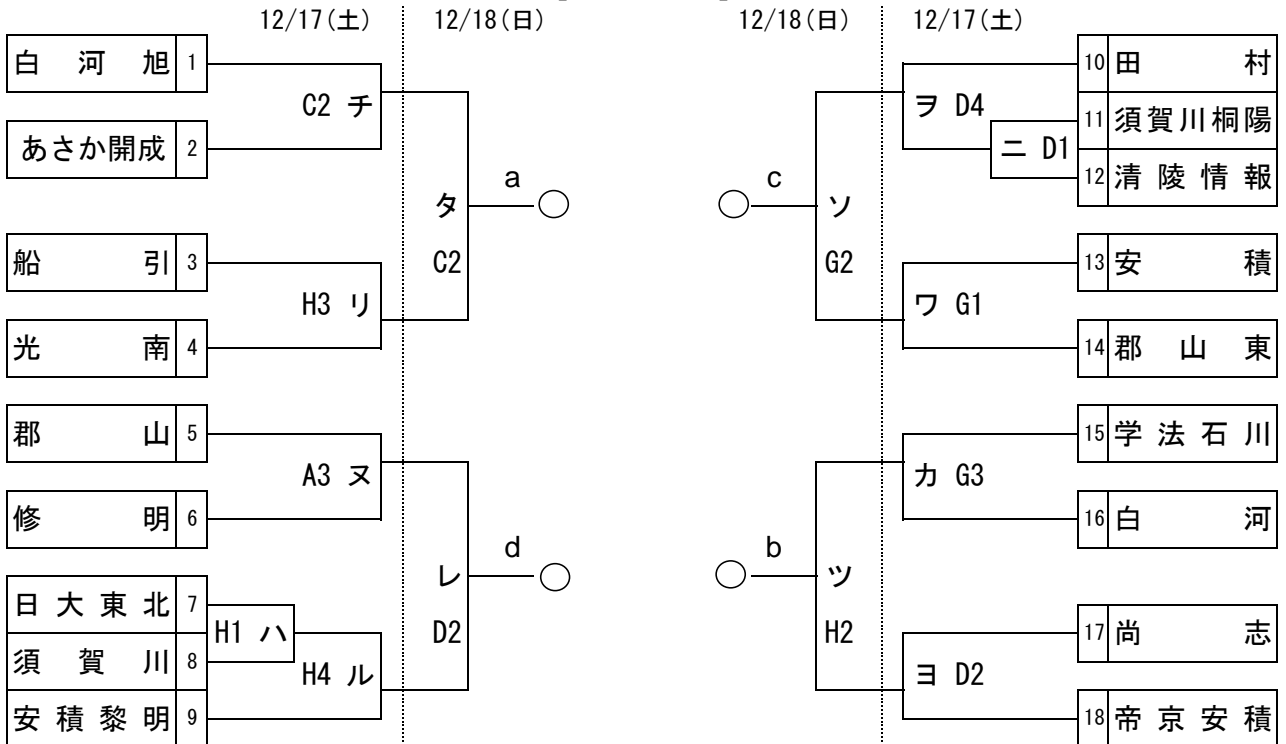 12/17(土) 12/18(日) 12/18(日) 12/17(土)
白河旭 1
10 田村
C2 チ
ヲ D4
11 須賀川桐陽
あさか開成 2
ニ D1
12 清陵情報
a
c
タ
ソ
船引 3
C2
G2
13 安積
H3 リ
ワ G1
光南 4
14 郡山東
郡山 5
15 学法石川
A3 ヌ
カ G3
修明 6
16 白河
d
b
レ
ツ
日大東北 7
H1 ハ
D2
H2
17 尚志
須賀川 8
H4 ル
ヨ D2
安積黎明 9
18 帝京安積